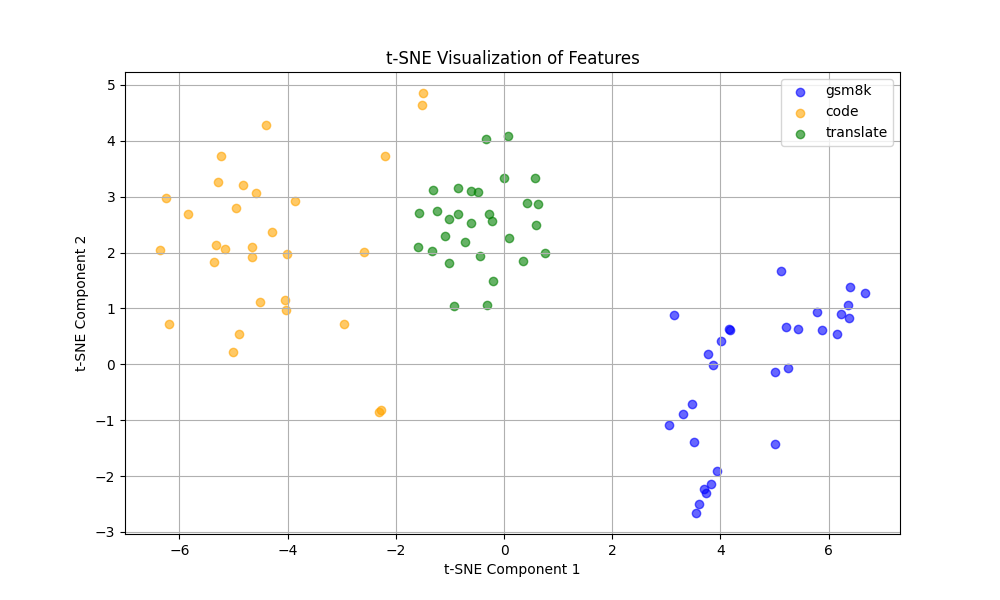 t-SNE Visualization of Features
gsm8k
code
translate
5
4
3
2
1
0
−1
−2
−3
t-SNE Component 2
−6
−4
−2
0
2
4
6
t-SNE Component 1